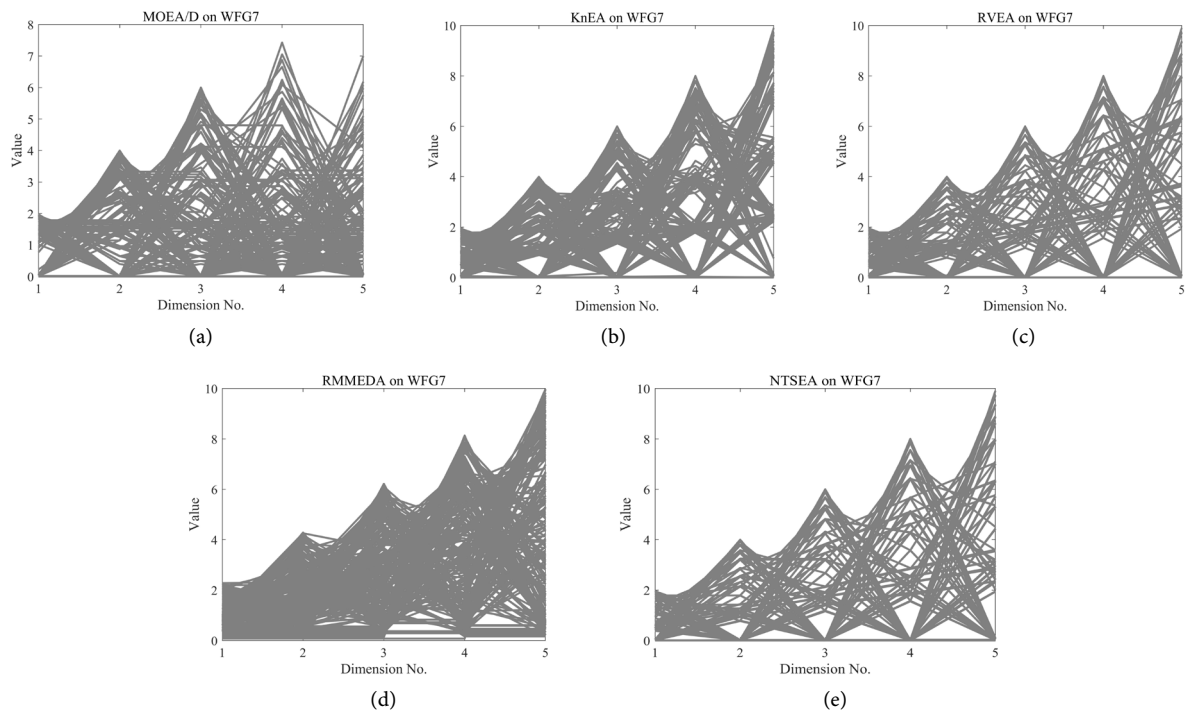 MOEA/D on WFG7
8
7
6
5
4
3
2
1
0
Value
1 2 3 4 5
Dimension No.
(a)
KnEA on WFG7
10
8
6
4
2
0
Value
1 2 3 4 5
Dimension No.
(b)
RVEA on WFG7
10
8
6
4
2
0
Value
1 2 3 4 5
Dimension No.
(c)
RMMEDA on WFG7
10
8
6
4
2
0
Value
1 2 3 4 5
Dimension No.
(d)
NTSEA on WFG7
10
8
6
4
2
0
Value
1 2 3 4 5
Dimension No.
(e)